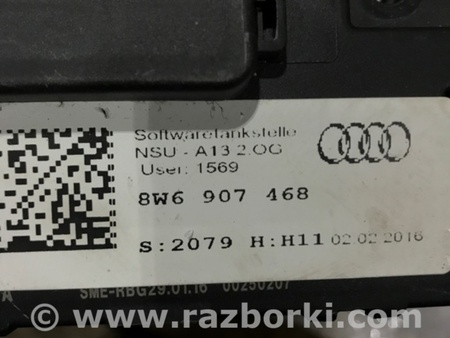 Softwaretankstelle
NSU - A13 2.OG
User: 1569
8W6 907 468
S:2079 H:H11 02.02.2016
A SME-RBG29.01.16 00250207
www.razborki.com